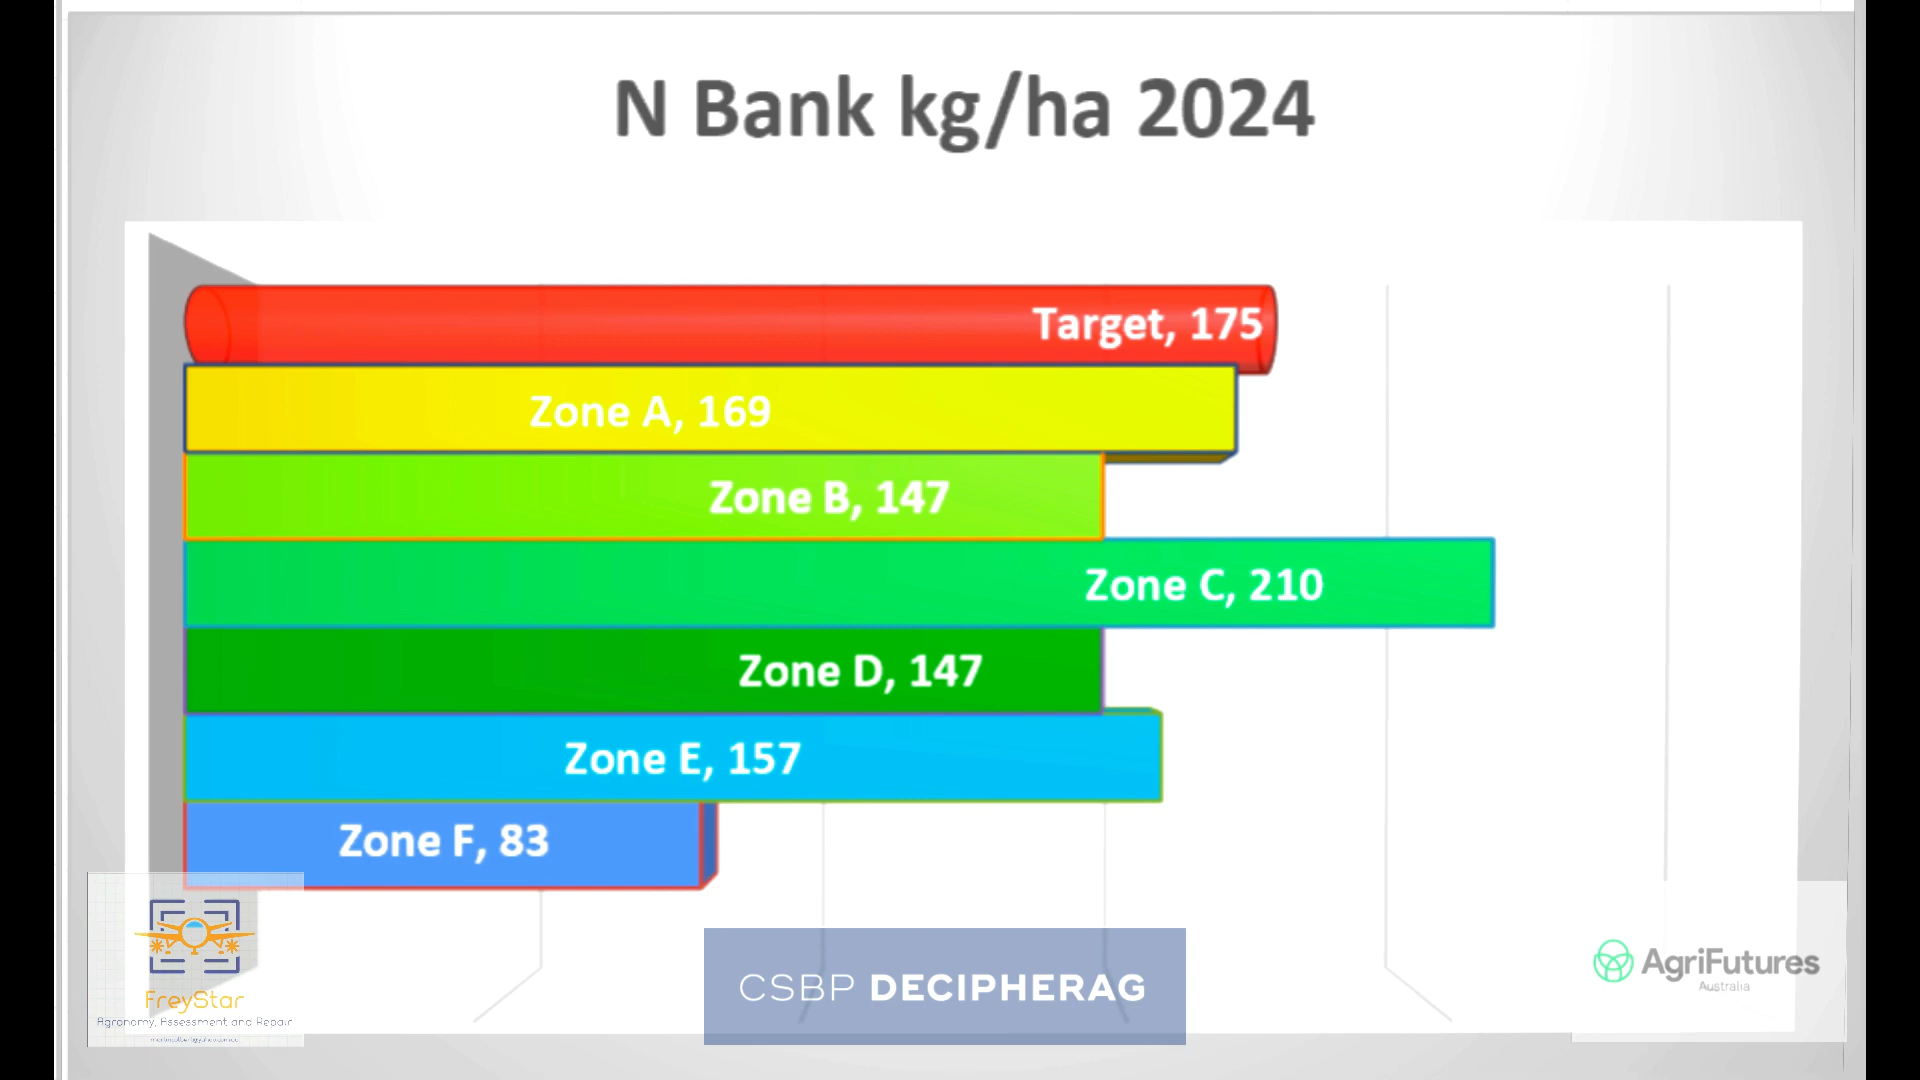 N Bank kg/ha 2024
Target, 175
Zone A, 169
Zone B, 147
Zone C, 210
Zone D, 147
Zone E, 157
Zone F, 83
FreyStar
Agronomy, Assessment and Repair
CSBP DECIPHERAG
AgriFutures
Australia